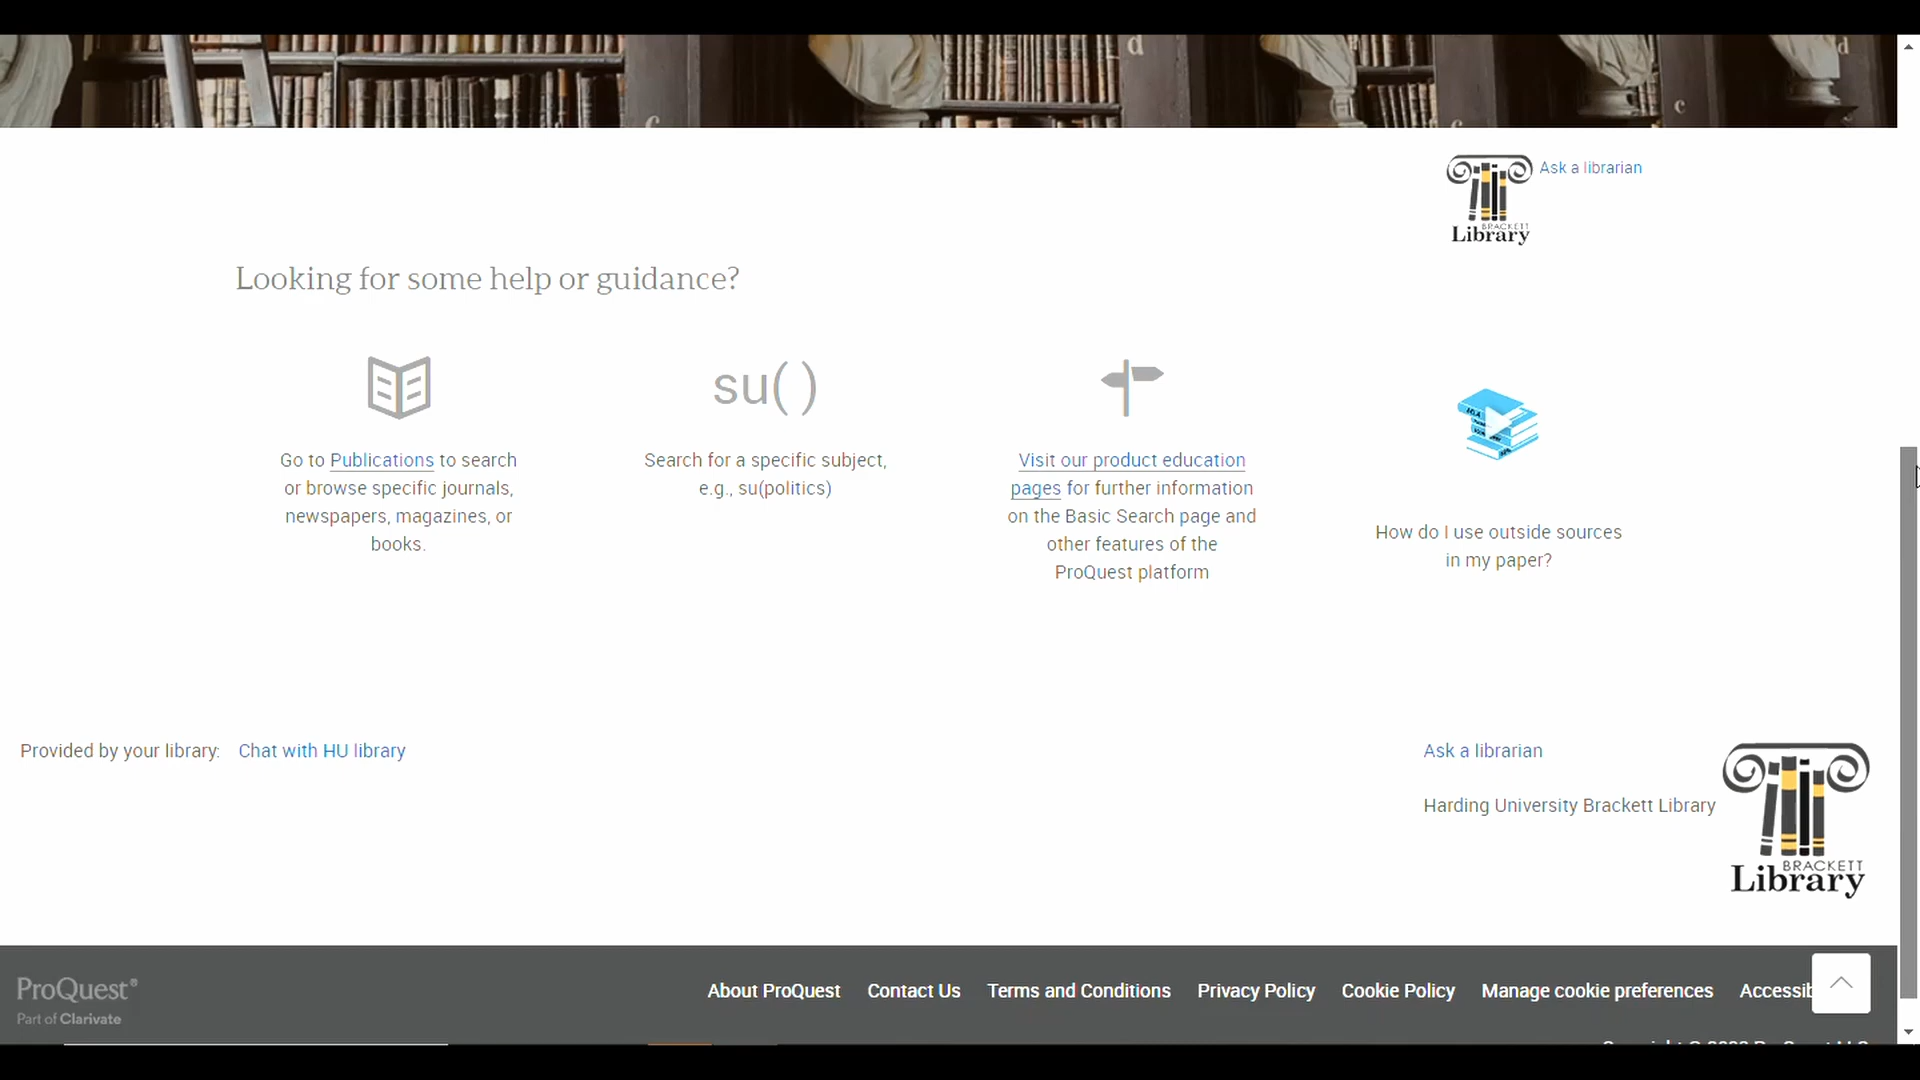 d
d
c
c
Ask a librarian
BRACKETT
Library
Looking for some help or guidance?
su( )
Go to Publications to search
or browse specific journals,
newspapers, magazines, or
books.
Search for a specific subject,
e.g., su(politics)
Visit our product education
pages for further information
on the Basic Search page and
other features of the
ProQuest platform
How do I use outside sources
in my paper?
Provided by your library: Chat with HU library
Ask a librarian
Harding University Brackett Library
BRACKETT
Library
ProQuest®
Part of Clarivate
About ProQuest Contact Us Terms and Conditions Privacy Policy Cookie Policy Manage cookie preferences Accessib